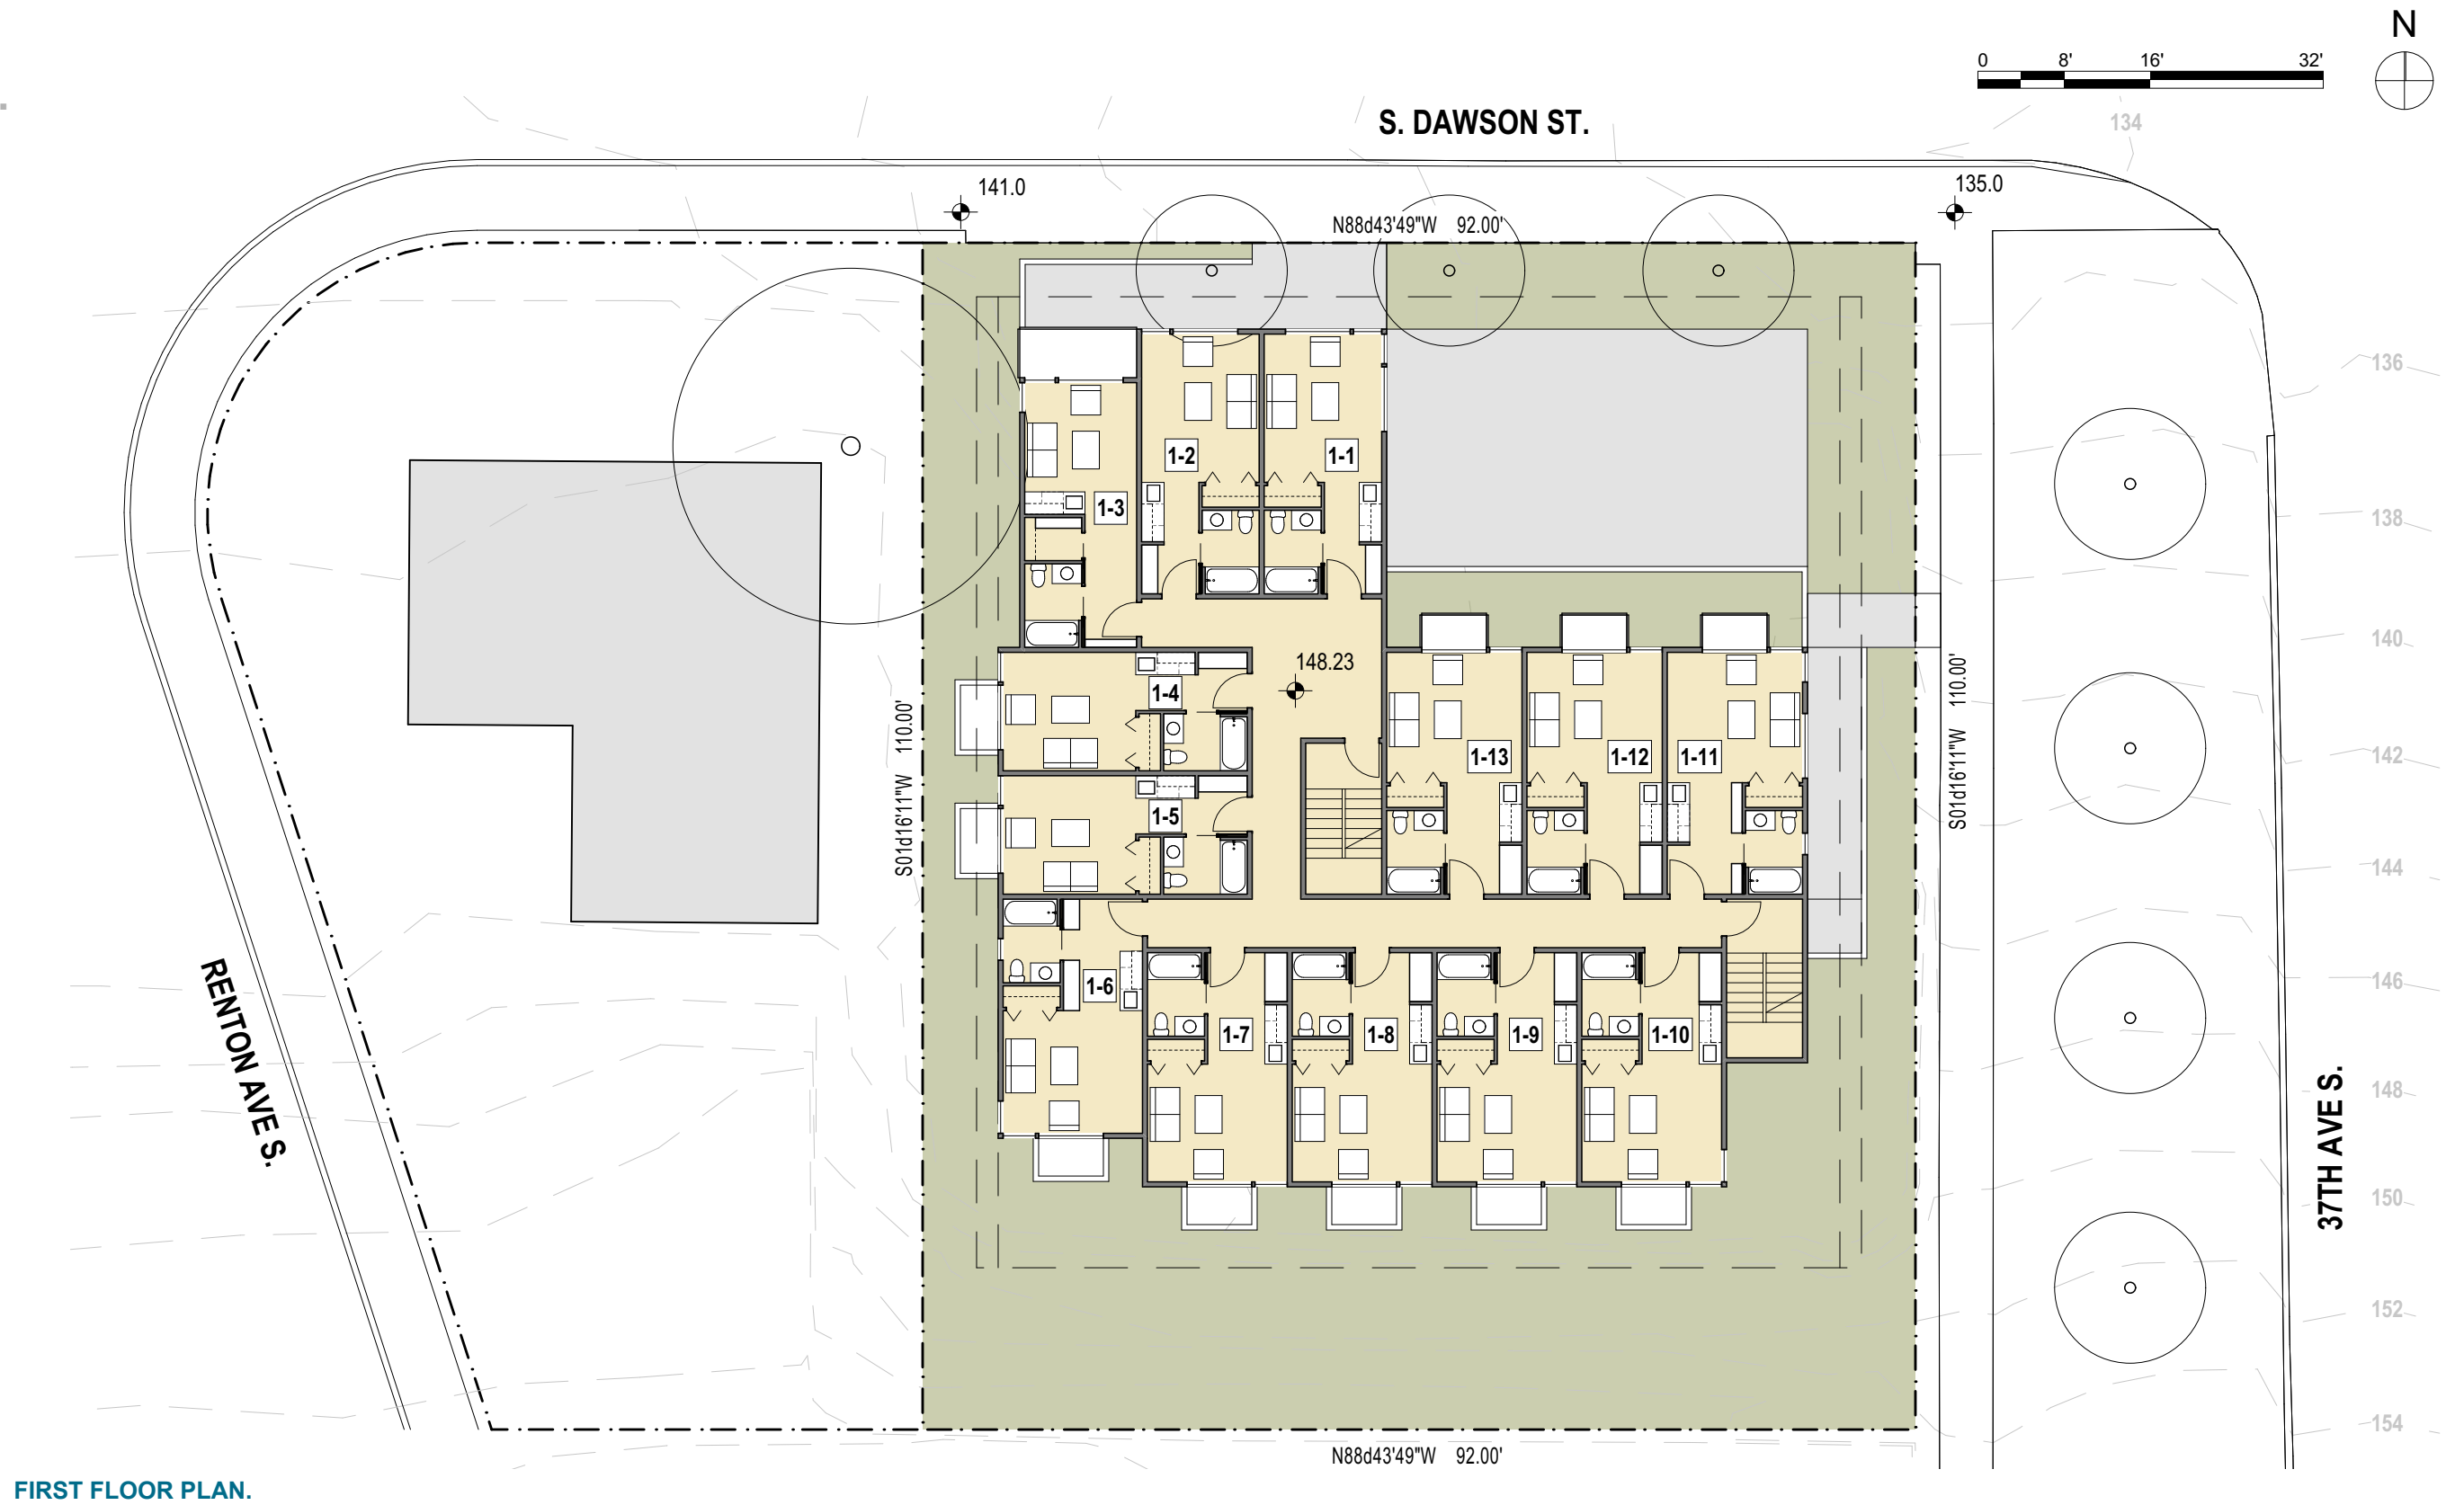 N
0 8' 16' 32'
S. DAWSON ST.
134
141.0
135.0
N88d43'49"W 92.00'
136
138
140
142
144
146
148
150
152
154
1-2
1-1
1-3
148.23
1-4
1-13
1-12
1-11
1-5
S01d16'11"W 110.00'
S01d16'11"W 110.00'
1-6
1-7
1-8
1-9
1-10
RENTON AVE S.
37TH AVE S.
N88d43'49"W 92.00'
FIRST FLOOR PLAN.